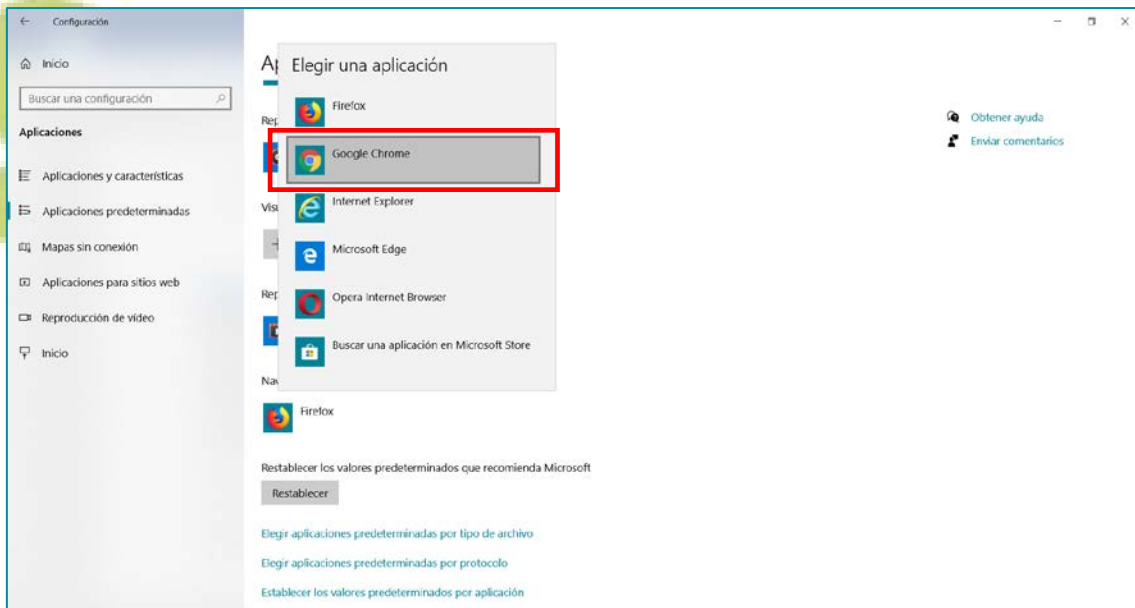 Configuración
Inicio
Buscar una configuración
Aplicaciones
Aplicaciones y características
Aplicaciones predeterminadas
Mapas sin conexión
Aplicaciones para sitios web
Reproducción de vídeo
Inicio
Elegir una aplicación
Firefox
Google Chrome
Internet Explorer
Microsoft Edge
Opera Internet Browser
Buscar una aplicación en Microsoft Store
Firefox
Restablecer los valores predeterminados que recomienda Microsoft
Restablecer
Elegir aplicaciones predeterminadas por tipo de archivo
Elegir aplicaciones predeterminadas por protocolo
Establecer los valores predeterminados por aplicación
Obtener ayuda
Enviar comentarios